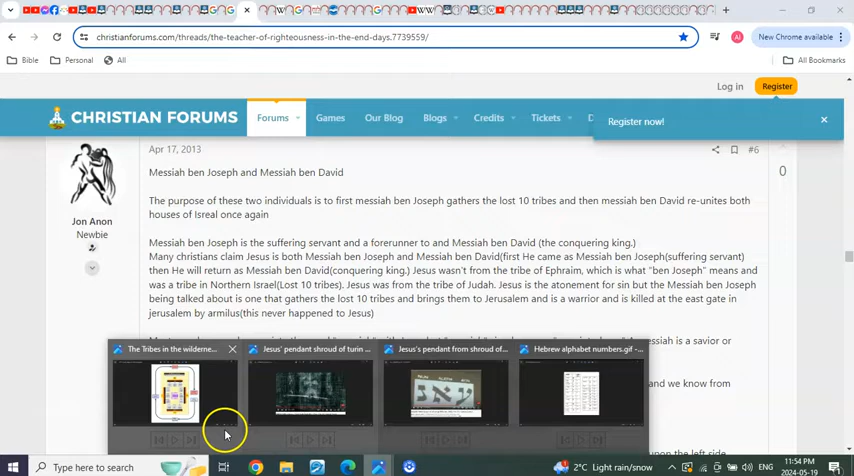 christianforums.com/threads/the-teacher-of-righteousness-in-the-end-days.7739559/
New Chrome available
Bible Personal All All Bookmarks
Log in Register
CHRISTIAN FORUMS Forums Games Our Blog Blogs Credits Tickets D Register now!
Apr 17, 2013 #6
0
Jon Anon
Newbie
Messiah ben Joseph and Messiah ben David
The purpose of these two individuals is to first messiah ben Joseph gathers the lost 10 tribes and then messiah ben David re-unites both
houses of Isreal once again
Messiah ben Joseph is the suffering servant and a forerunner to and Messiah ben David (the conquering king.)
Many christians claim Jesus is both Messiah ben Joseph and Messiah ben David(first He came as Messiah ben Joseph(suffering servant)
then He will return as Messiah ben David(conquering king.) Jesus wasn't from the tribe of Ephraim, which is what "ben Joseph" means and
was a tribe in Northern Israel(Lost 10 tribes). Jesus was from the tribe of Judah. Jesus is the atonement for sin but the Messiah ben Joseph
being talked about is one that gathers the lost 10 tribes and brings them to Jerusalem and is a warrior and is killed at the east gate in
jerusalem by armilus(this never happened to Jesus)
messiah is a savior or
and we know from
upon the left side
The Tribes in the wilderne...
Jesus' pendant shroud of turin ...
Jesus's pendant from shroud of...
Hebrew alphabet numbers.gif -...
Type here to search
2°C Light rain/snow
ENG
11:54 PM
2024-05-19